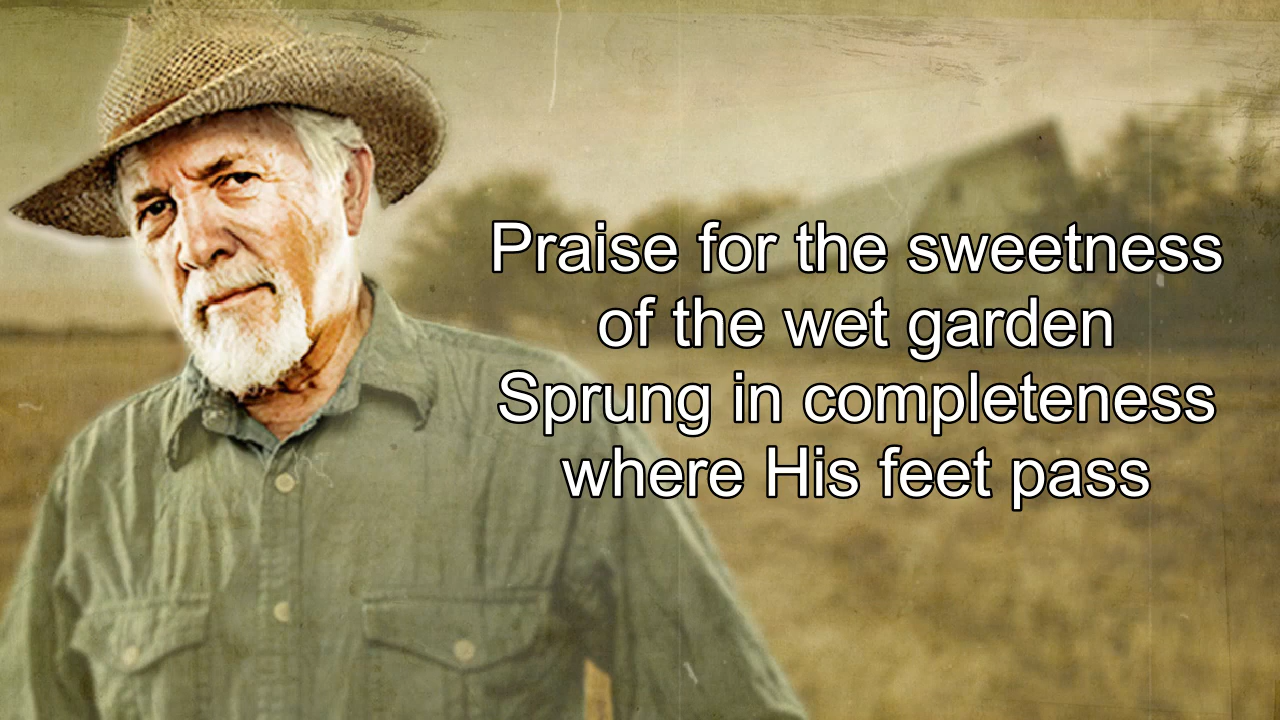 Praise for the sweetness
of the wet garden
Sprung in completeness
where His feet pass